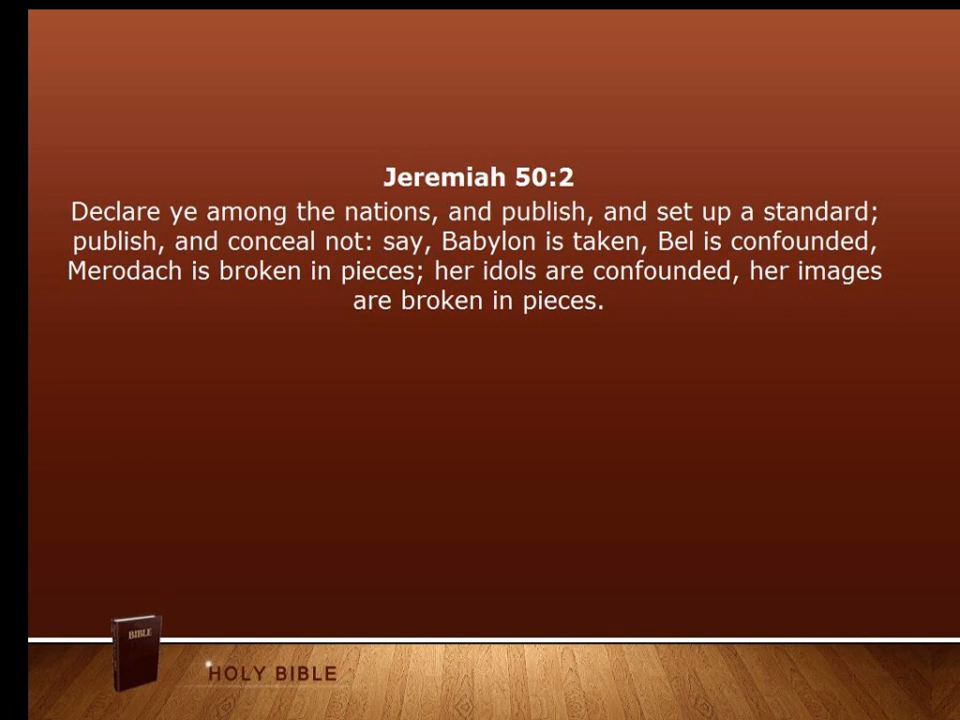 Jeremiah 50:2
Declare ye among the nations, and publish, and set up a standard;
publish, and conceal not: say, Babylon is taken, Bel is confounded,
Merodach is broken in pieces; her idols are confounded, her images
are broken in pieces.
BIBLE
HOLY BIBLE